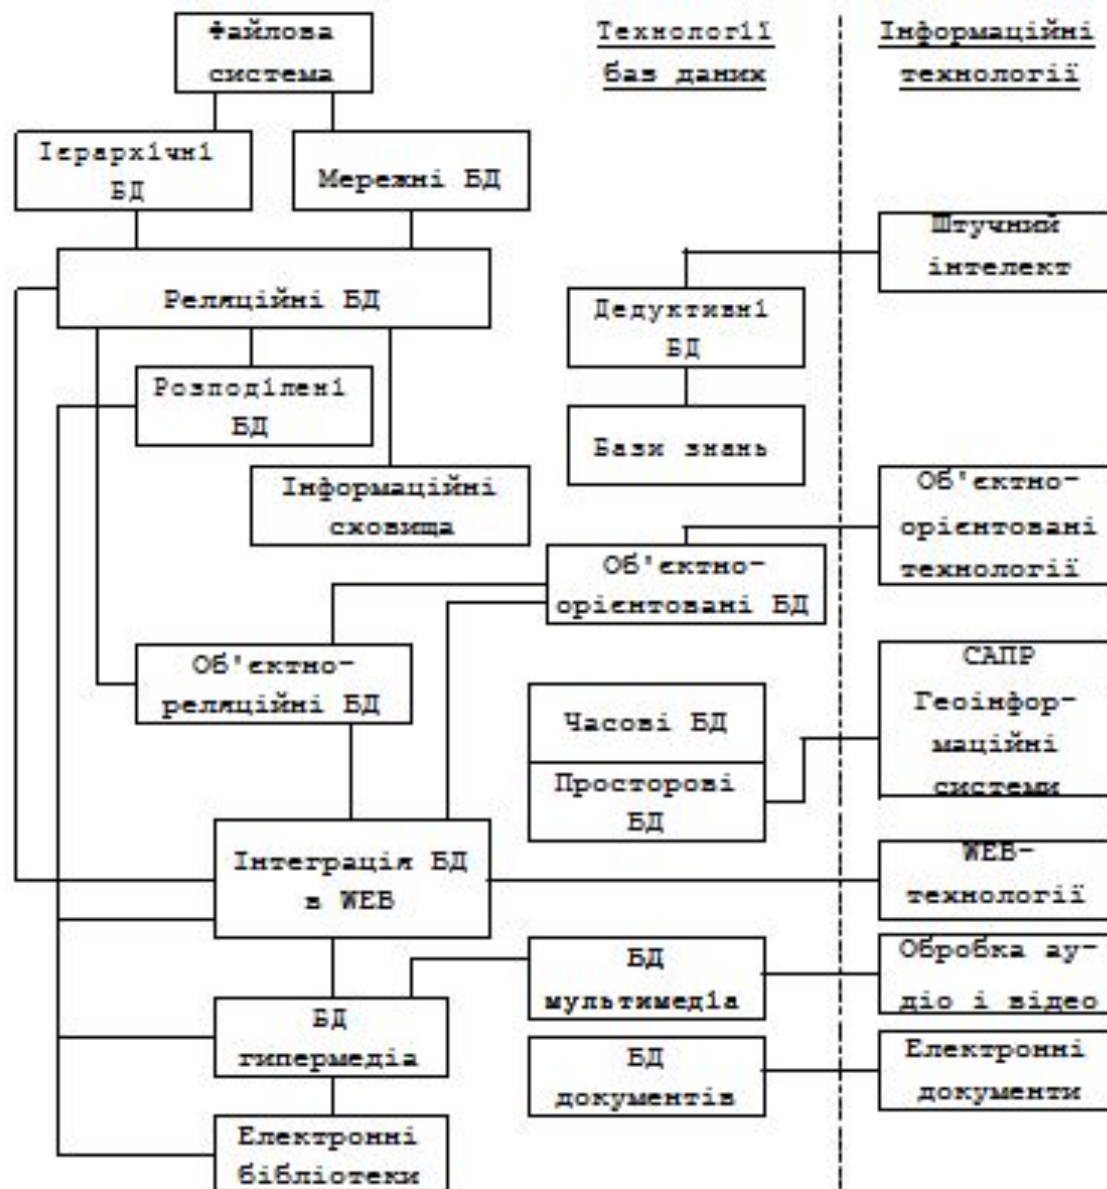 Файлова
система
Технології
баз даних
Інформаційні
технології
Ієрархічні
БД
Мережні БД
Штучний
інтелект
Реляційні БД
Дедуктивні
БД
Розподілені
БД
Бази знань
Інформаційні
сховища
Об'єктно-
орієнтовані
технології
Об'єктно-
орієнтовані БД
Об'єктно-
реляційні БД
САПР
Геоінфор-
маційні
системи
Часові БД
Просторові
БД
Інтеграція БД
в WEB
WEB-
технології
БД
мультимедіа
Обробка ау-
діо і відео
БД
гипермедіа
БД
документів
Електронні
документи
Електронні
бібліотеки